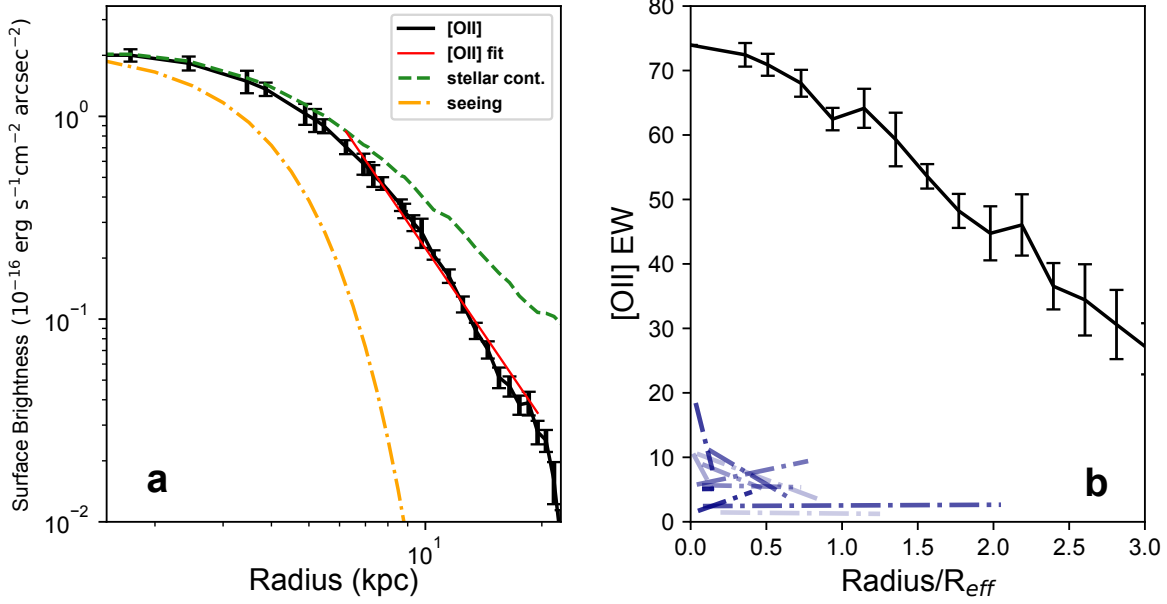 Surface Brightness (10⁻¹⁶ erg s⁻¹cm⁻² arcsec⁻²)
10⁰
10⁻¹
10⁻²
[OII]
[OII] fit
stellar cont.
seeing
a
10¹
Radius (kpc)
[OII] EW
80
70
60
50
40
30
20
10
0
b
0.0 0.5 1.0 1.5 2.0 2.5 3.0
Radius/R_eff